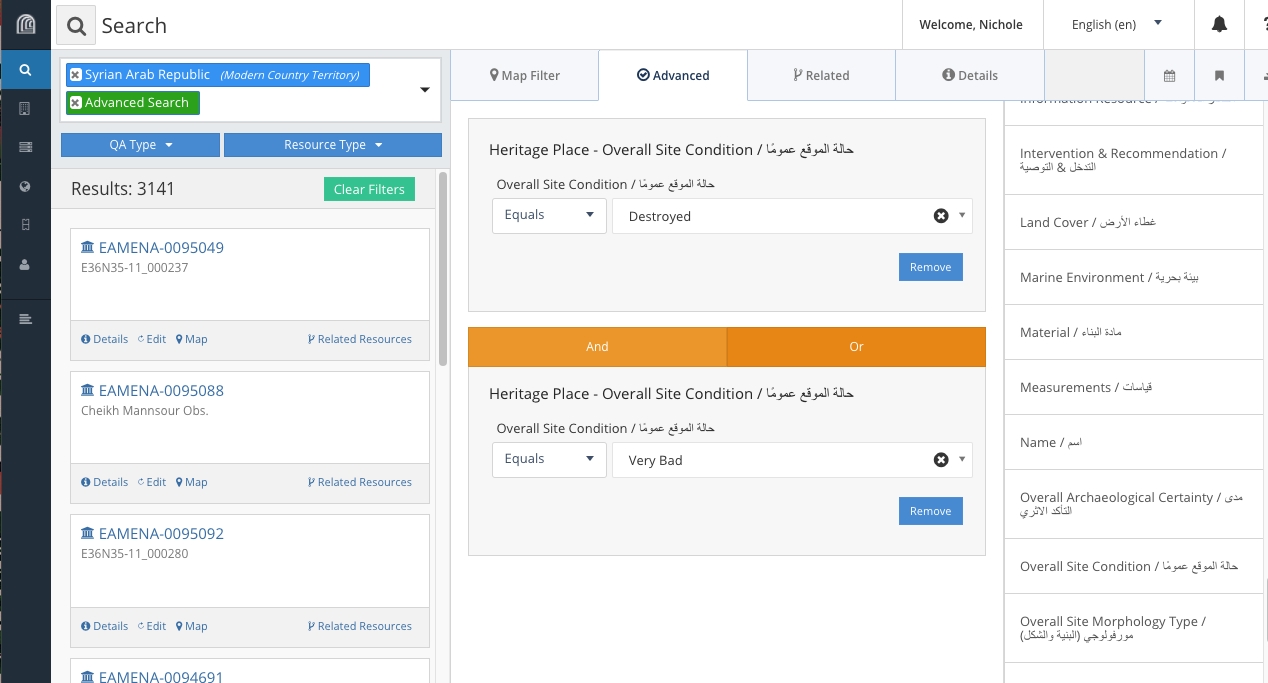 Search
Welcome, Nichole
English (en)
?
Syrian Arab Republic (Modern Country Territory)
Advanced Search
QA Type
Resource Type
Results: 3141
Clear Filters
EAMENA-0095049
E36N35-11_000237
Details Edit Map Related Resources
EAMENA-0095088
Cheikh Mannsour Obs.
Details Edit Map Related Resources
EAMENA-0095092
E36N35-11_000280
Details Edit Map Related Resources
EAMENA-0094691
Map Filter
Advanced
Related
Details
Heritage Place - Overall Site Condition / حالة الموقع عمومًا
Overall Site Condition / حالة الموقع عمومًا
Equals
Destroyed
Remove
And
Or
Heritage Place - Overall Site Condition / حالة الموقع عمومًا
Overall Site Condition / حالة الموقع عمومًا
Equals
Very Bad
Remove
Information Resource /
Intervention & Recommendation /
التدخل & التوصية
Land Cover / غطاء الأرض
Marine Environment / بيئة بحرية
Material / مادة البناء
Measurements / قياسات
Name / اسم
Overall Archaeological Certainty / مدى
التأكد الاثري
Overall Site Condition / حالة الموقع عمومًا
Overall Site Morphology Type /
مورفولوجي (البنية والشكل)